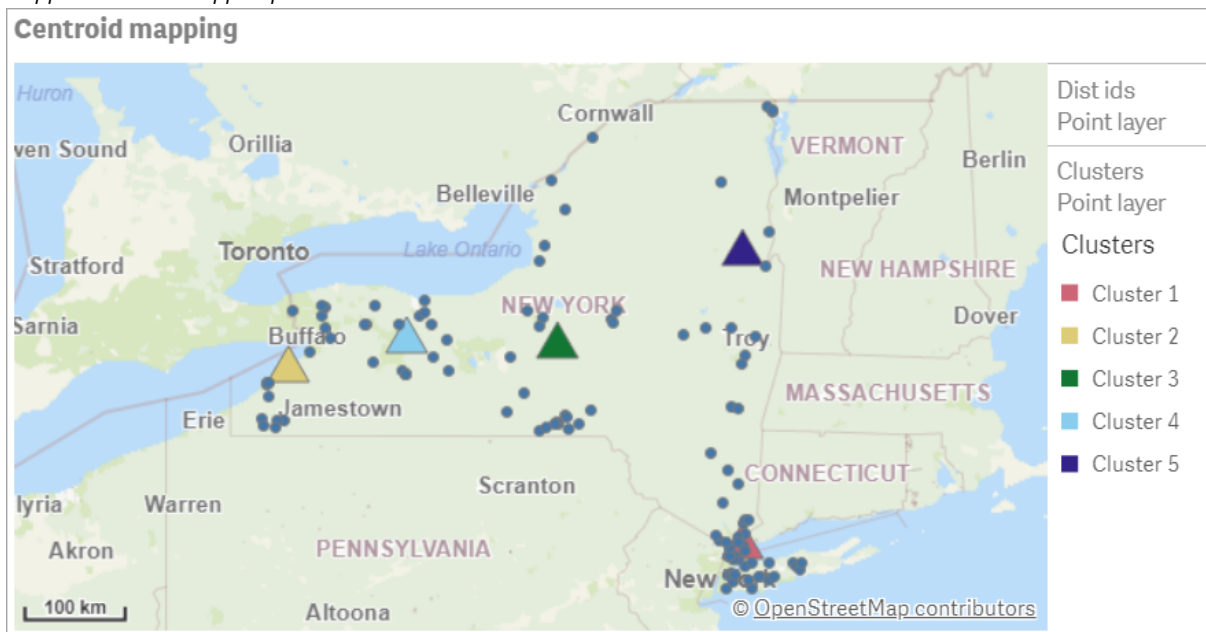 Centroid mapping
Huron
Cornwall
wen Sound
Orillia
VERMONT
Berlin
Belleville
Montpelier
Toronto
Lake Ontario
Stratford
NEW HAMPSHIRE
NEW YORK
Sarnia
Buffalo
Troy
Dover
MASSACHUSETTS
Jamestown
Erie
CONNECTICUT
Scranton
lyria
Warren
PENNSYLVANIA
Akron
New York
100 km
Altoona
© OpenStreetMap contributors
Dist ids
Point layer
Clusters
Point layer
Clusters
Cluster 1
Cluster 2
Cluster 3
Cluster 4
Cluster 5